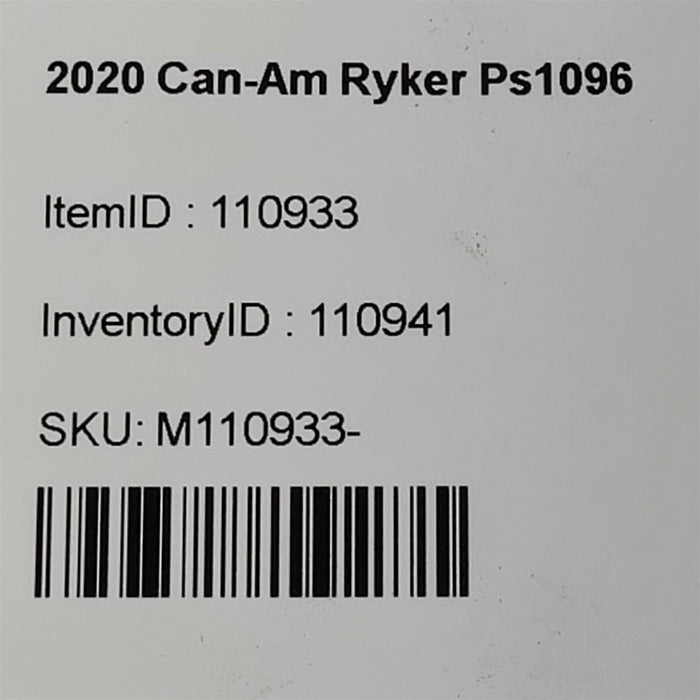 2020 Can-Am Ryker Ps1096
ItemID : 110933
InventoryID : 110941
SKU: M110933-